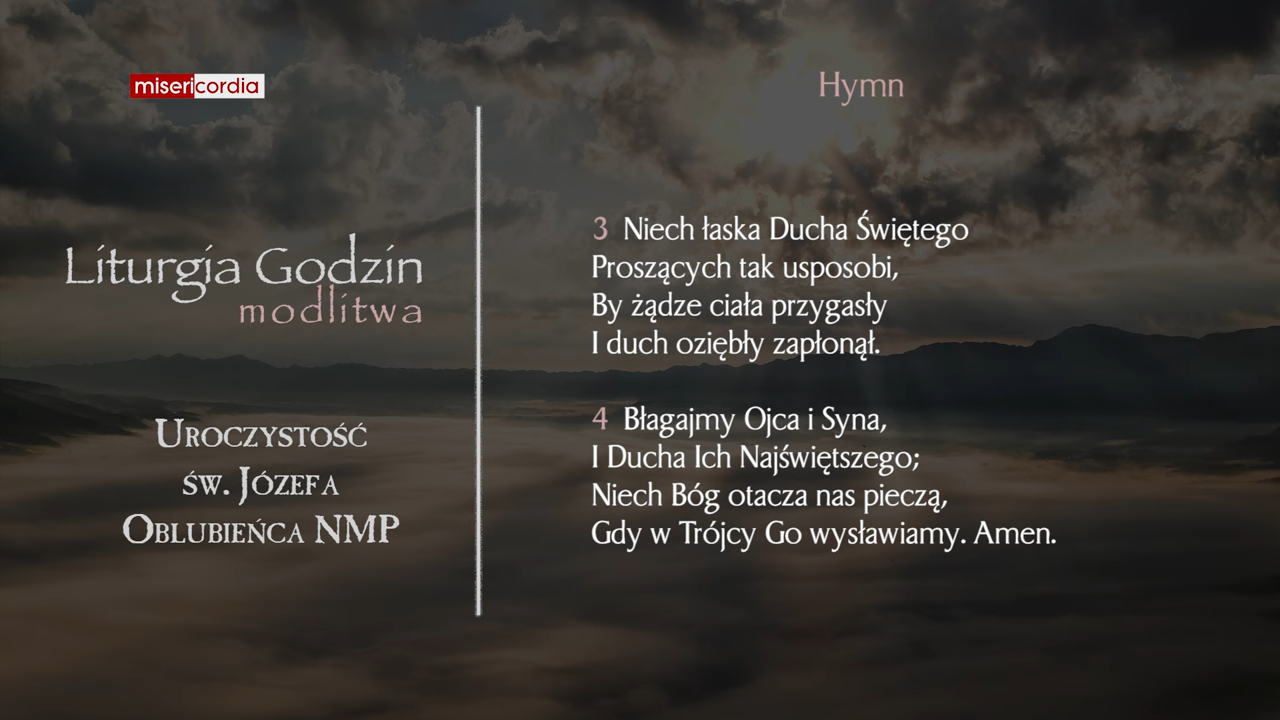 misericordia
Liturgia Godzin
modlitwa
Uroczystość
św. Józefa
Oblubieńca NMP
Hymn
3 Niech łaska Ducha Świętego
Proszących tak usposobi,
By żądze ciała przygasły
I duch oziębły zapłonął.
4 Błagajmy Ojca i Syna,
I Ducha Ich Najświętszego;
Niech Bóg otacza nas pieczą,
Gdy w Trójcy Go wysławiamy. Amen.